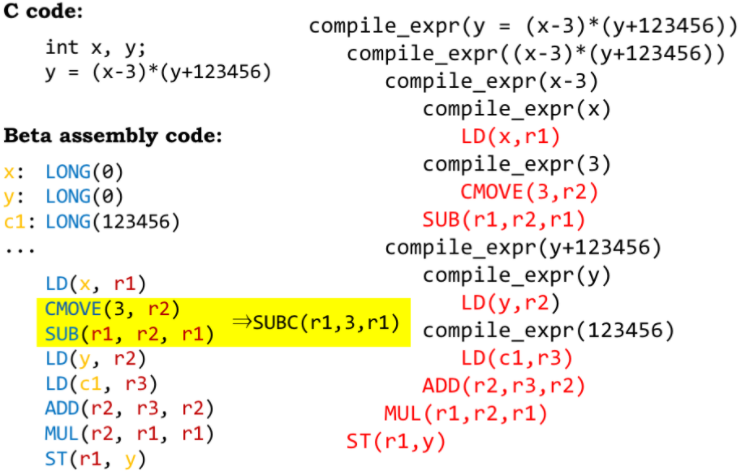 C code:
int x, y;
y = (x-3)*(y+123456)
Beta assembly code:
x: LONG(0)
y: LONG(0)
c1: LONG(123456)
...
LD(x, r1)
CMOVE(3, r2)
SUB(r1, r2, r1)
⇒SUBC(r1,3,r1)
LD(y, r2)
LD(c1, r3)
ADD(r2, r3, r2)
MUL(r2, r1, r1)
ST(r1, y)
compile_expr(y = (x-3)*(y+123456))
compile_expr((x-3)*(y+123456))
compile_expr(x-3)
compile_expr(x)
LD(x,r1)
compile_expr(3)
CMOVE(3,r2)
SUB(r1,r2,r1)
compile_expr(y+123456)
compile_expr(y)
LD(y,r2)
compile_expr(123456)
LD(c1,r3)
ADD(r2,r3,r2)
MUL(r1,r2,r1)
ST(r1,y)